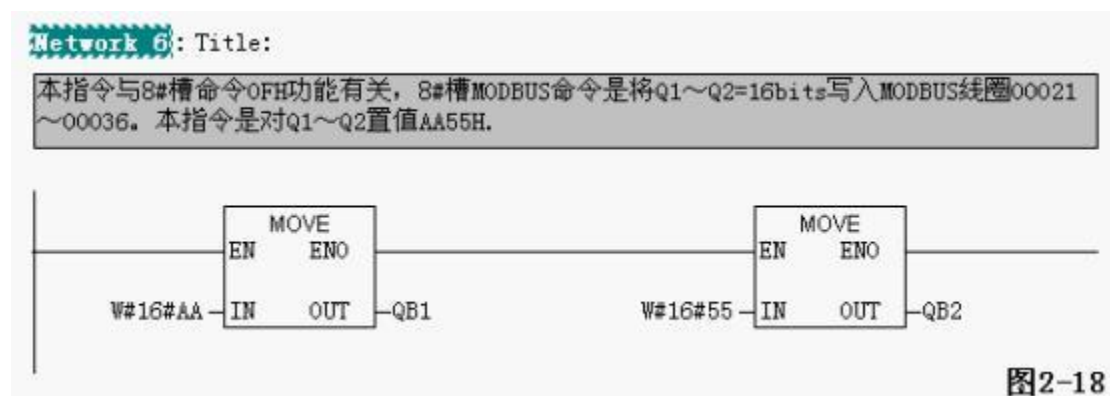 Network 6: Title:
本指令与8#槽命令0FH功能有关，8#槽MODBUS命令是将Q1～Q2=16bits写入MODBUS线圈00021
～00036。本指令是对Q1～Q2置值AA55H.
MOVE MOVE
EN ENO EN ENO
W#16#AA IN OUT QB1 W#16#55 IN OUT QB2
图2-18